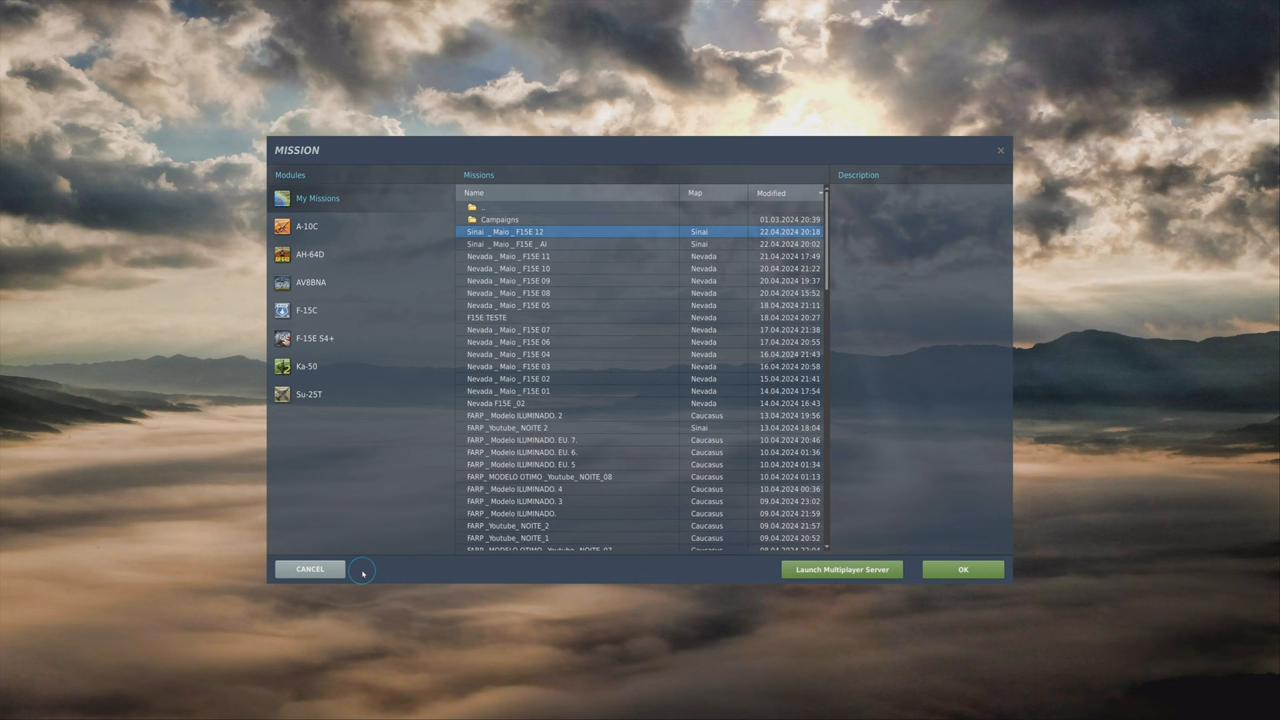 MISSION
Modules
Missions
Description
My Missions
A-10C
AH-64D
AV8BNA
F-15C
F-15E S4+
Ka-50
Su-25T
Name Map Modified
..
Campaigns 01.03.2024 20:39
Sinai _ Maio _ F15E 12 Sinai 22.04.2024 20:18
Sinai _ Maio _F15E _ AI Sinai 22.04.2024 20:02
Nevada _ Maio _ F15E 11 Nevada 21.04.2024 17:49
Nevada _ Maio _ F15E 10 Nevada 20.04.2024 21:22
Nevada _ Maio _ F15E 09 Nevada 20.04.2024 19:37
Nevada _ Maio _ F15E 08 Nevada 20.04.2024 15:52
Nevada _ Maio _ F15E 05 Nevada 18.04.2024 21:11
F15E TESTE Nevada 18.04.2024 20:27
Nevada _ Maio _ F15E 07 Nevada 17.04.2024 21:38
Nevada _ Maio _ F15E 06 Nevada 17.04.2024 20:55
Nevada _ Maio _ F15E 04 Nevada 16.04.2024 21:43
Nevada _ Maio _ F15E 03 Nevada 16.04.2024 20:58
Nevada _ Maio _ F15E 02 Nevada 15.04.2024 21:41
Nevada _ Maio _ F15E 01 Nevada 14.04.2024 17:54
Nevada F15E _02 Nevada 14.04.2024 16:43
FARP _ Modelo ILUMINADO. 2 Caucasus 13.04.2024 19:56
FARP _Youtube_ NOITE 2 Sinai 13.04.2024 18:04
FARP _ Modelo ILUMINADO. EU. 7. Caucasus 10.04.2024 20:46
FARP _ Modelo ILUMINADO. EU. 6. Caucasus 10.04.2024 01:36
FARP _ Modelo ILUMINADO. EU. 5 Caucasus 10.04.2024 01:34
FARP_ MODELO OTIMO _Youtube_ NOITE_08 Caucasus 10.04.2024 01:13
FARP _ Modelo ILUMINADO. 4 Caucasus 10.04.2024 00:36
FARP _ Modelo ILUMINADO. 3 Caucasus 09.04.2024 23:02
FARP _ Modelo ILUMINADO. Caucasus 09.04.2024 21:59
FARP _Youtube_ NOITE_2 Caucasus 09.04.2024 21:57
FARP _Youtube_ NOITE_1 Caucasus 09.04.2024 20:52
FARP_ MODELO OTIMO _Youtube_ NOITE_07 Caucasus 08.04.2024 22:04
CANCEL
Launch Multiplayer Server
OK